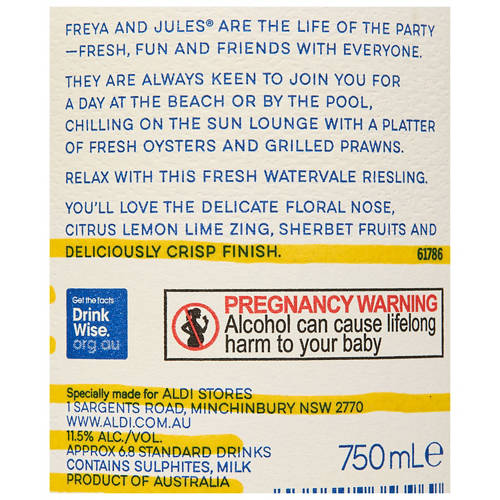 FREYA AND JULES® ARE THE LIFE OF THE PARTY
—FRESH, FUN AND FRIENDS WITH EVERYONE.
THEY ARE ALWAYS KEEN TO JOIN YOU FOR
A DAY AT THE BEACH OR BY THE POOL,
CHILLING ON THE SUN LOUNGE WITH A PLATTER
OF FRESH OYSTERS AND GRILLED PRAWNS.
RELAX WITH THIS FRESH WATERVALE RIESLING.
YOU'LL LOVE THE DELICATE FLORAL NOSE,
CITRUS LEMON LIME ZING, SHERBET FRUITS AND
DELICIOUSLY CRISP FINISH.
61786
Get the facts
Drink
Wise.
org.au
PREGNANCY WARNING
Alcohol can cause lifelong
harm to your baby
Specially made for ALDI STORES
1 SARGENTS ROAD, MINCHINBURY NSW 2770
WWW.ALDI.COM.AU
11.5% ALC./VOL.
APPROX 6.8 STANDARD DRINKS
CONTAINS SULPHITES, MILK
PRODUCT OF AUSTRALIA
750mLe